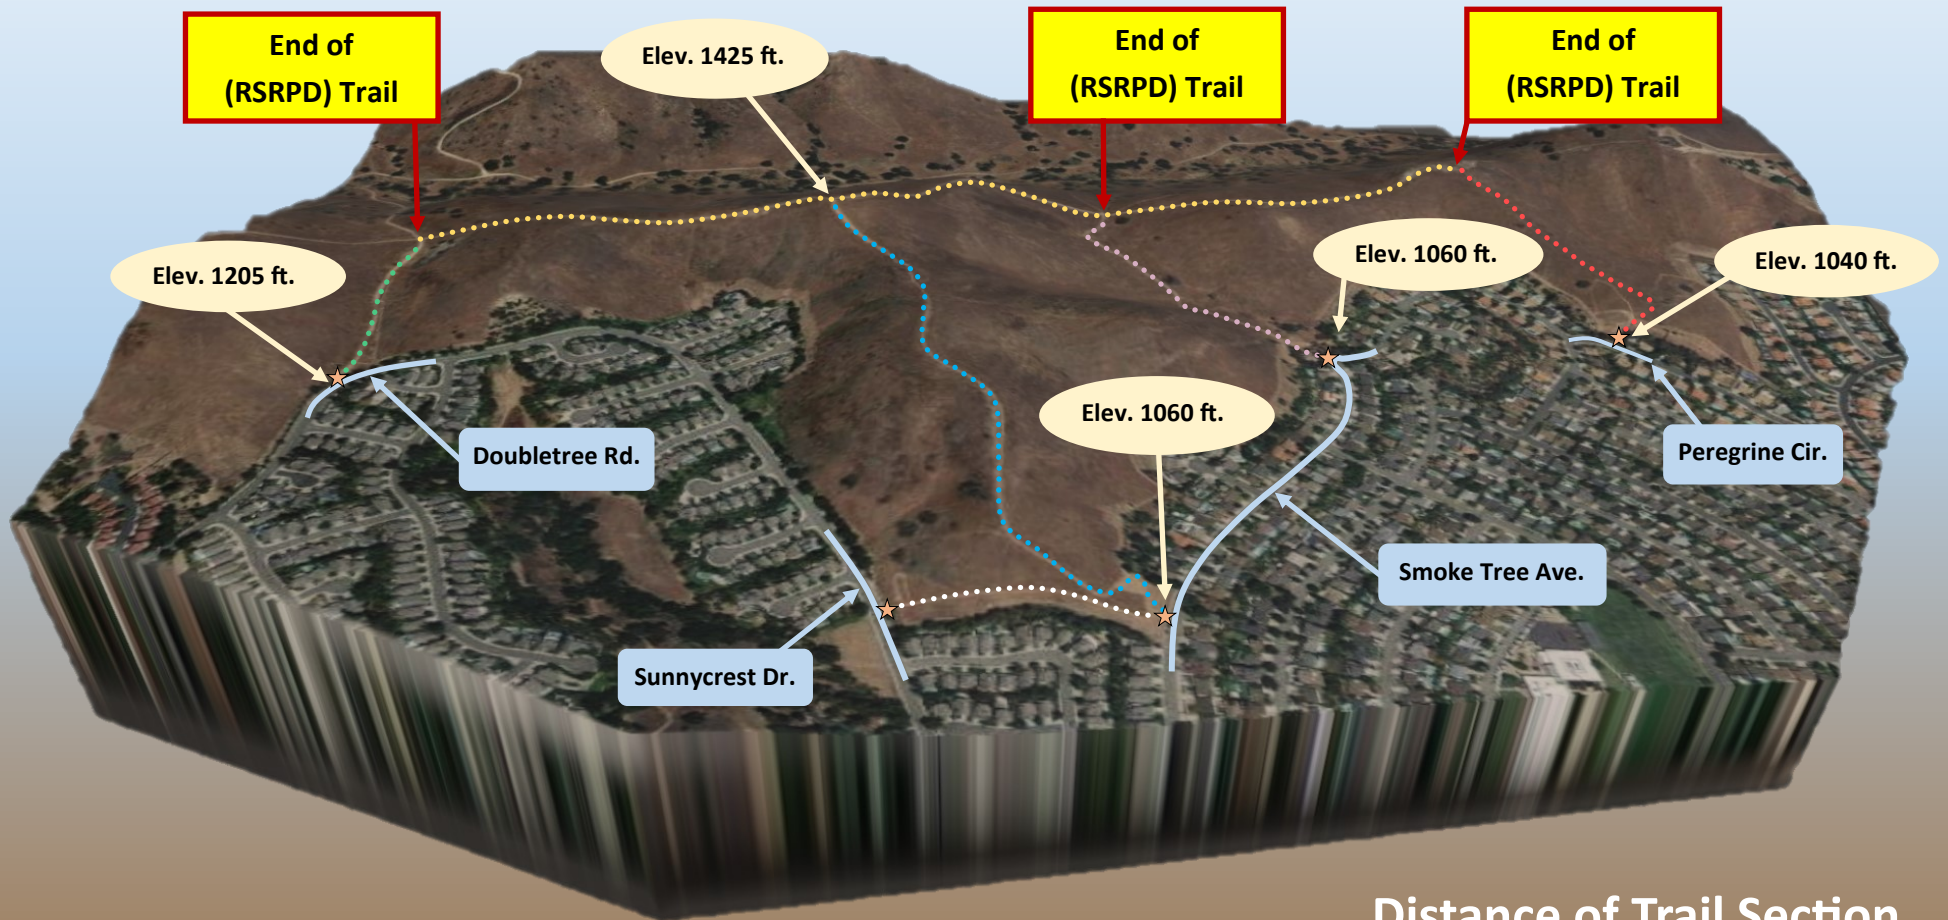 End of
(RSRPD) Trail
Elev. 1425 ft.
End of
(RSRPD) Trail
End of
(RSRPD) Trail
Elev. 1205 ft.
Elev. 1060 ft.
Elev. 1040 ft.
Elev. 1060 ft.
Doubletree Rd.
Peregrine Cir.
Smoke Tree Ave.
Sunnycrest Dr.
Distance of Trail Section